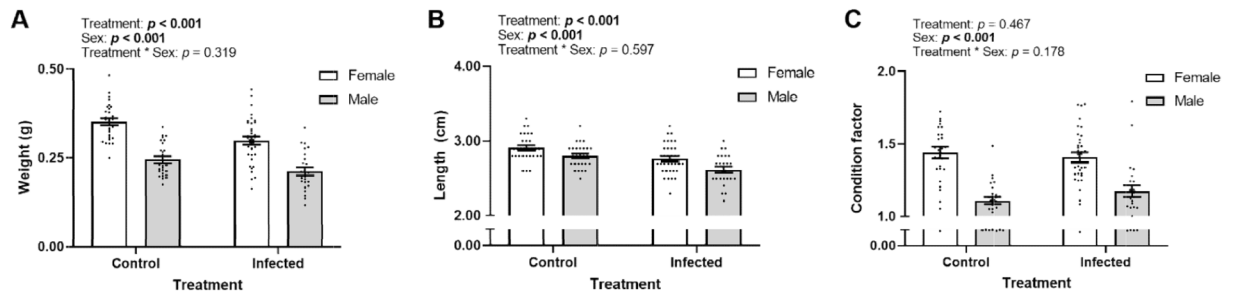 A
Treatment: p < 0.001
Sex: p < 0.001
Treatment * Sex: p = 0.319
0.50
0.25
0.00
Weight (g)
Female
Male
Control
Infected
Treatment
B
Treatment: p < 0.001
Sex: p < 0.001
Treatment * Sex: p = 0.597
4.00
3.00
2.00
0.00
Length (cm)
Female
Male
Control
Infected
Treatment
C
Treatment: p = 0.467
Sex: p < 0.001
Treatment * Sex: p = 0.178
2.0
1.0
0.00
Condition factor
Female
Male
Control
Infected
Treatment